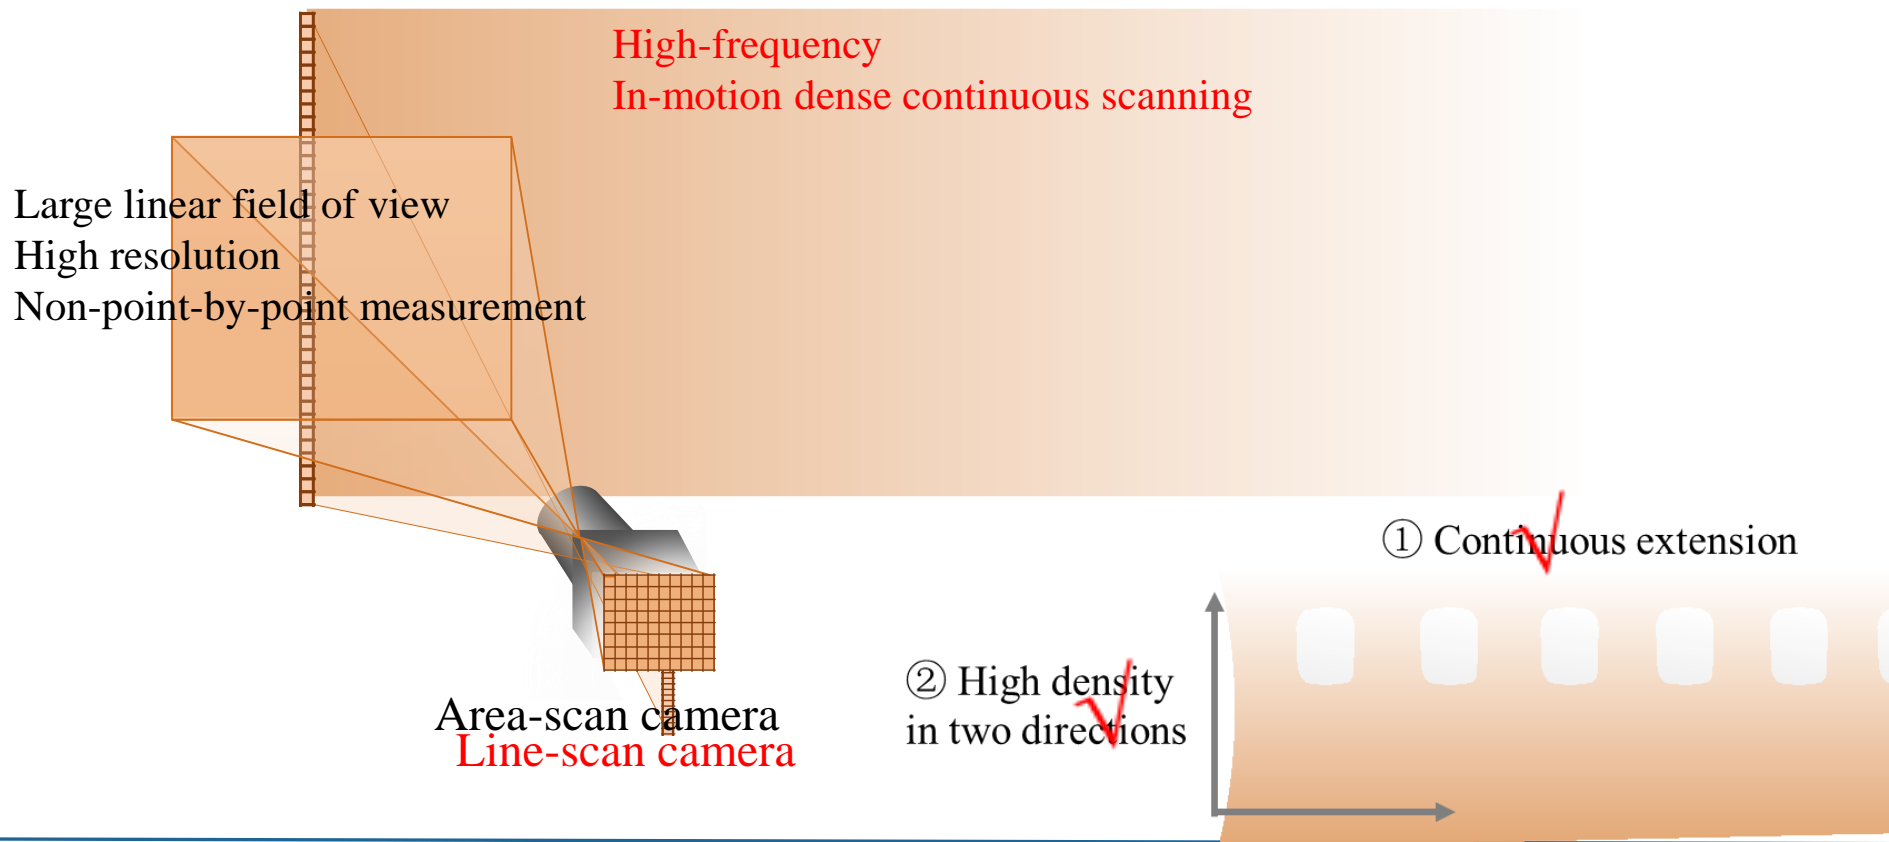 High-frequency
In-motion dense continuous scanning
Large linear field of view
High resolution
Non-point-by-point measurement
① Continuous extension
② High density
in two directions
Area-scan camera
Line-scan camera